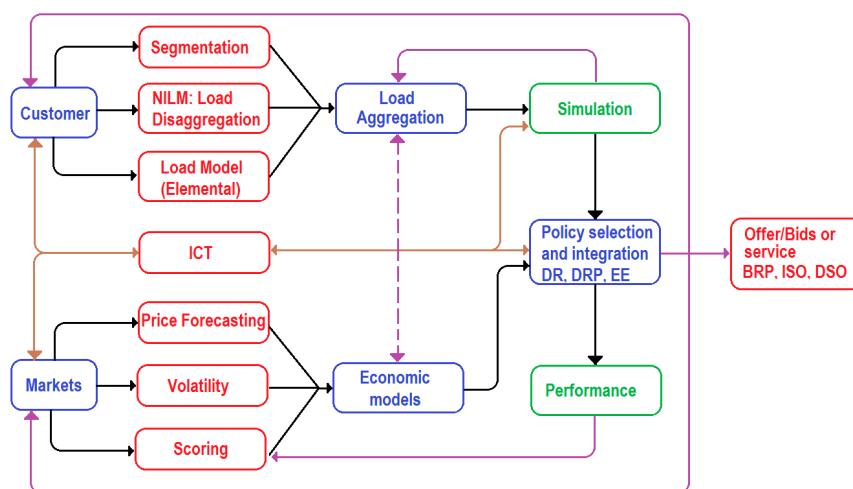 Segmentation
Customer
NILM: Load
Disaggregation
Load
Aggregation
Simulation
Load Model
(Elemental)
ICT
Policy selection
and integration
DR, DRP, EE
Offer/Bids or
service
BRP, ISO, DSO
Price Forecasting
Markets
Volatility
Economic
models
Performance
Scoring